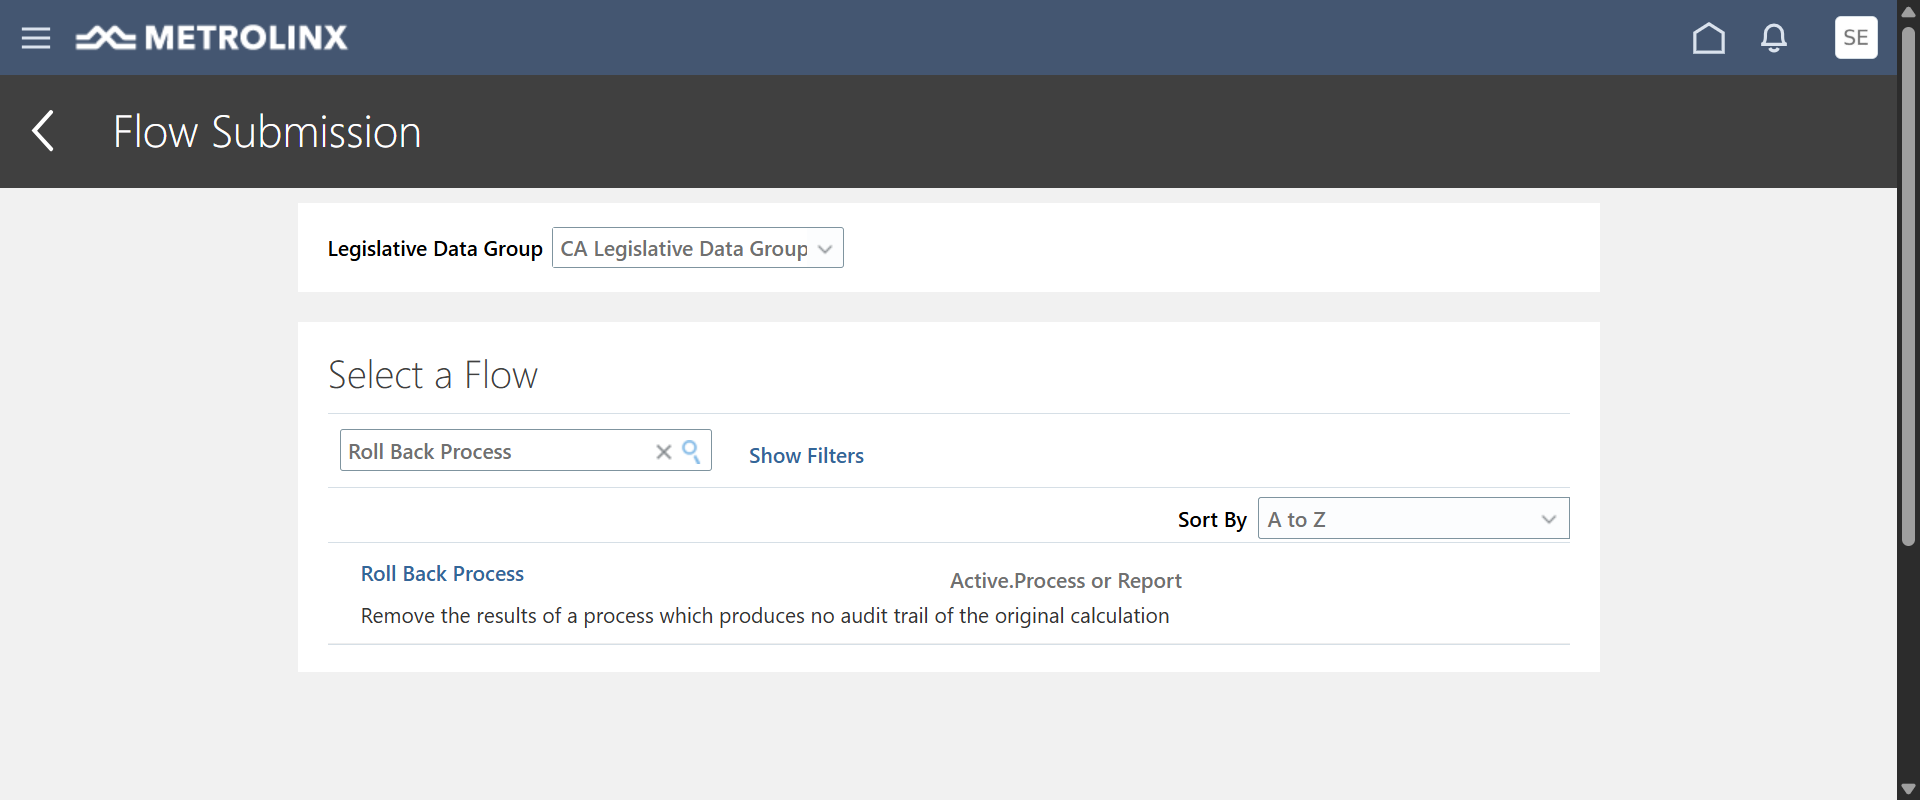 METROLINX
SE
Flow Submission
Legislative Data Group CA Legislative Data Group
Select a Flow
Roll Back Process
Show Filters
Sort By A to Z
Roll Back Process
Active.Process or Report
Remove the results of a process which produces no audit trail of the original calculation